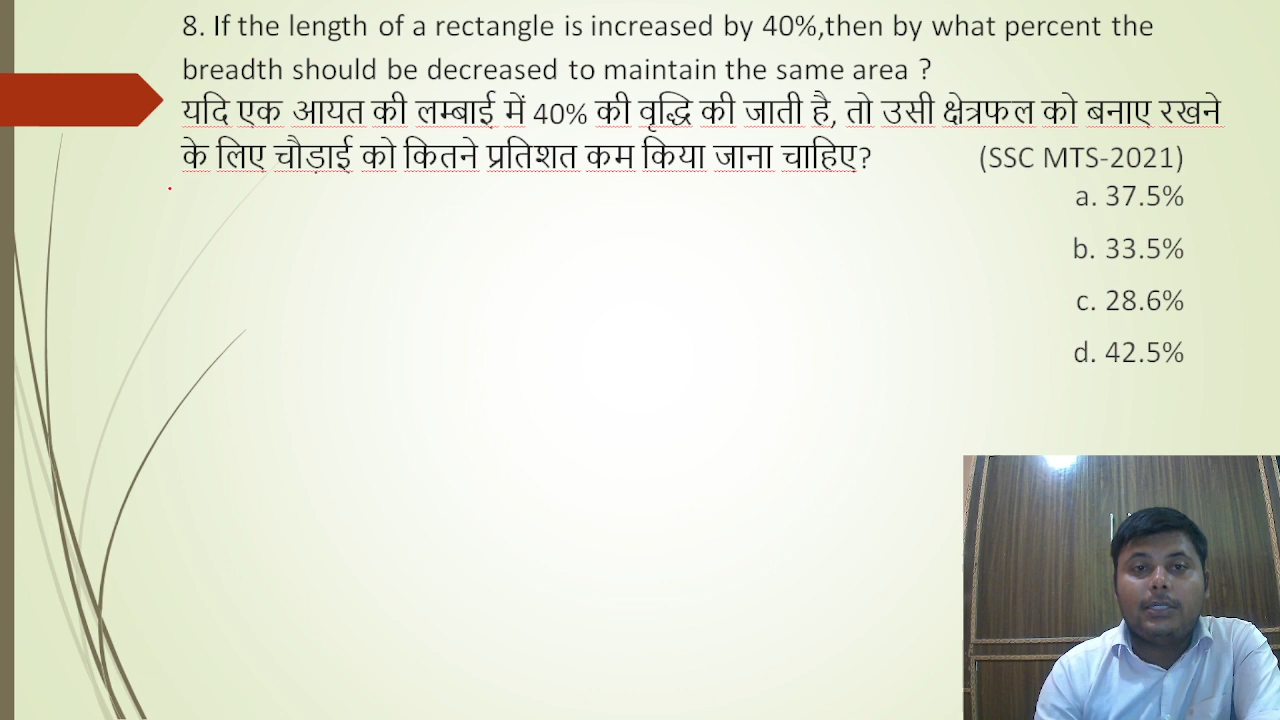 8. If the length of a rectangle is increased by 40%,then by what percent the
breadth should be decreased to maintain the same area ?
यदि एक आयत की लम्बाई में 40% की वृद्धि की जाती है, तो उसी क्षेत्रफल को बनाए रखने
के लिए चौड़ाई को कितने प्रतिशत कम किया जाना चाहिए? (SSC MTS-2021)
a. 37.5%
b. 33.5%
c. 28.6%
d. 42.5%